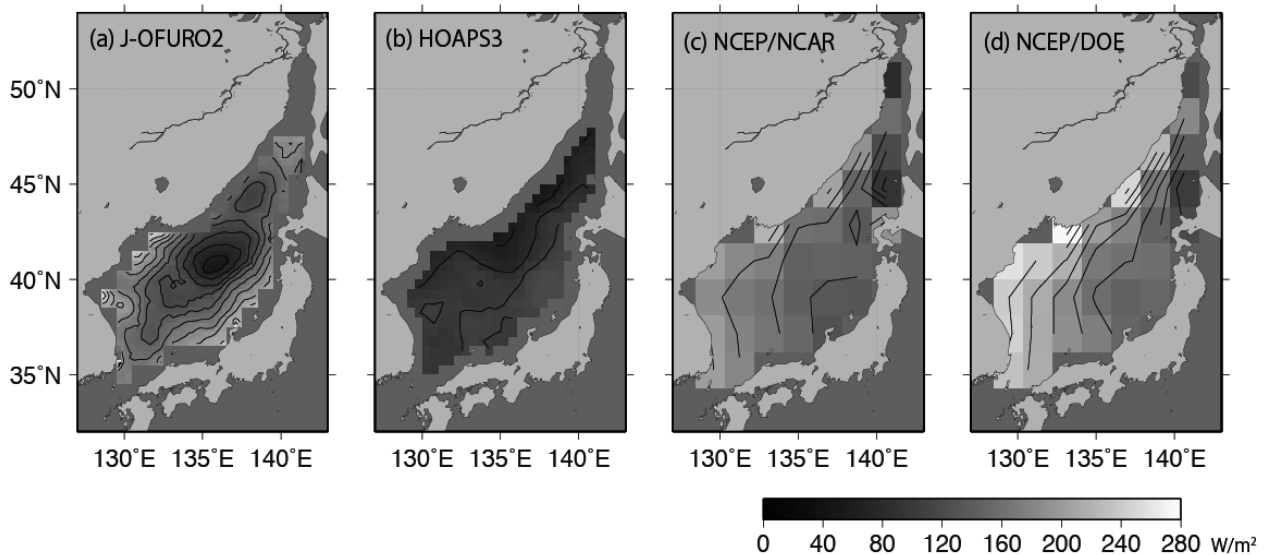 (a) J-OFURO2 (b) HOAPS3 (c) NCEP/NCAR (d) NCEP/DOE
50°N
45°N
40°N
35°N
130°E 135°E 140°E 130°E 135°E 140°E 130°E 135°E 140°E 130°E 135°E 140°E
0 40 80 120 160 200 240 280 W/m²